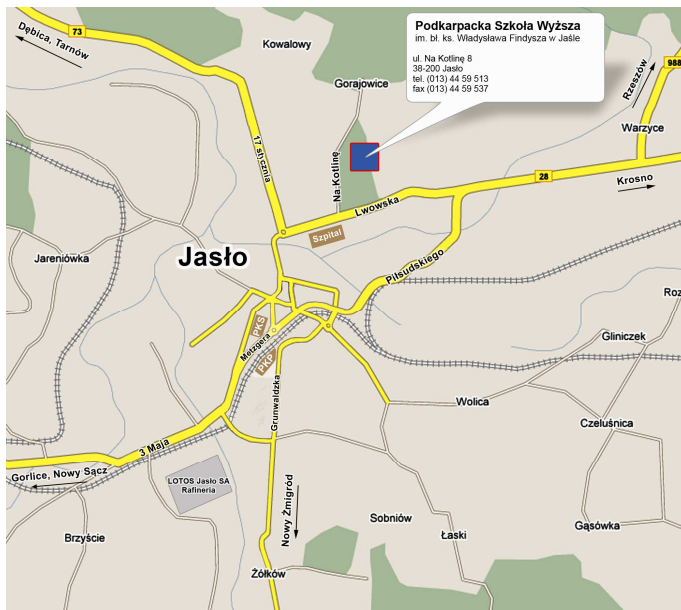 Podkarpacka Szkoła Wyższa
im. bł. ks. Władysława Findysza w Jaśle
ul. Na Kotlinę 8
38-200 Jasło
tel. (013) 44 59 513
fax (013) 44 59 537
73
Dębica, Tarnów
Kowalowy
Gorajowice
988
Rzeszów
Warzyce
17 stycznia
Na Kotlinę
28
Krosno
Lwowska
Szpital
Jareniówka
Jasło
Piłsudskiego
Roz
Gliniczek
PKS
Metzgera
PKP
Grunwaldzka
Wolica
Czeluśnica
3 Maja
Gorlice, Nowy Sącz
LOTOS Jasło SA
Rafineria
Nowy Żmigród
Sobniów
Gąsówka
Brzyście
Łaski
Żółków